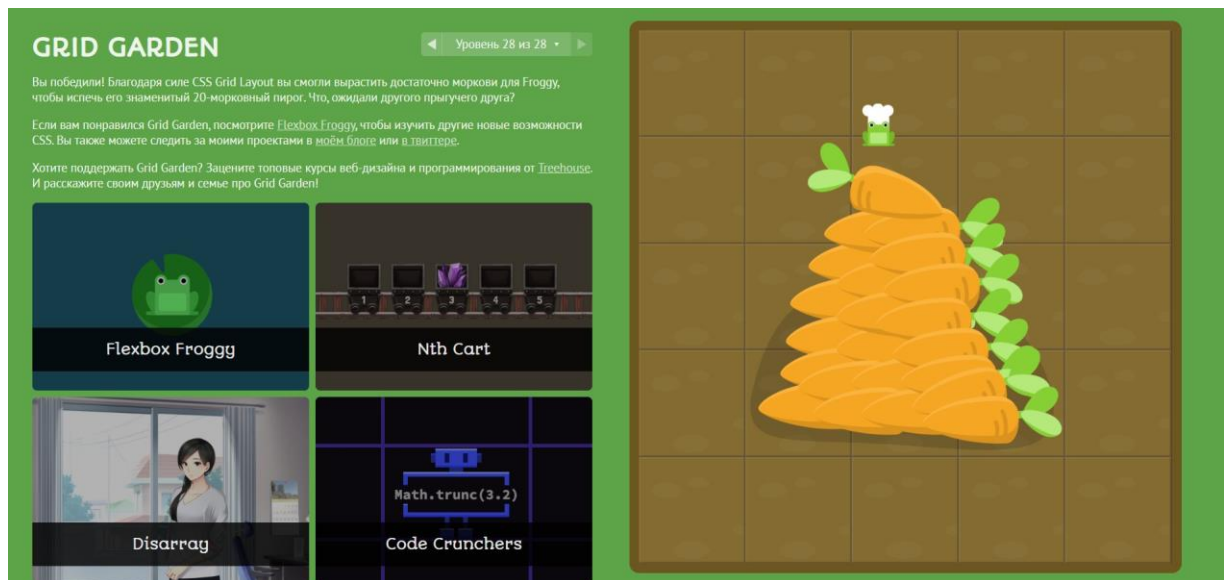 GRID GARDEN
Уровень 28 из 28
Вы победили! Благодаря силе CSS Grid Layout вы смогли вырастить достаточно моркови для Froggy,
чтобы испечь его знаменитый 20-морковный пирог. Что, ожидали другого прыгучего друга?
Если вам понравился Grid Garden, посмотрите Flexbox Froggy, чтобы изучить другие новые возможности
CSS. Вы также можете следить за моими проектами в моём блоге или в твиттере.
Хотите поддержать Grid Garden? Зацените топовые курсы веб-дизайна и программирования от Treehouse.
И расскажите своим друзьям и семье про Grid Garden!
Flexbox Froggy
1 2 3 4 5
Nth Cart
Disarray
Math.trunc(3.2)
Code Crunchers